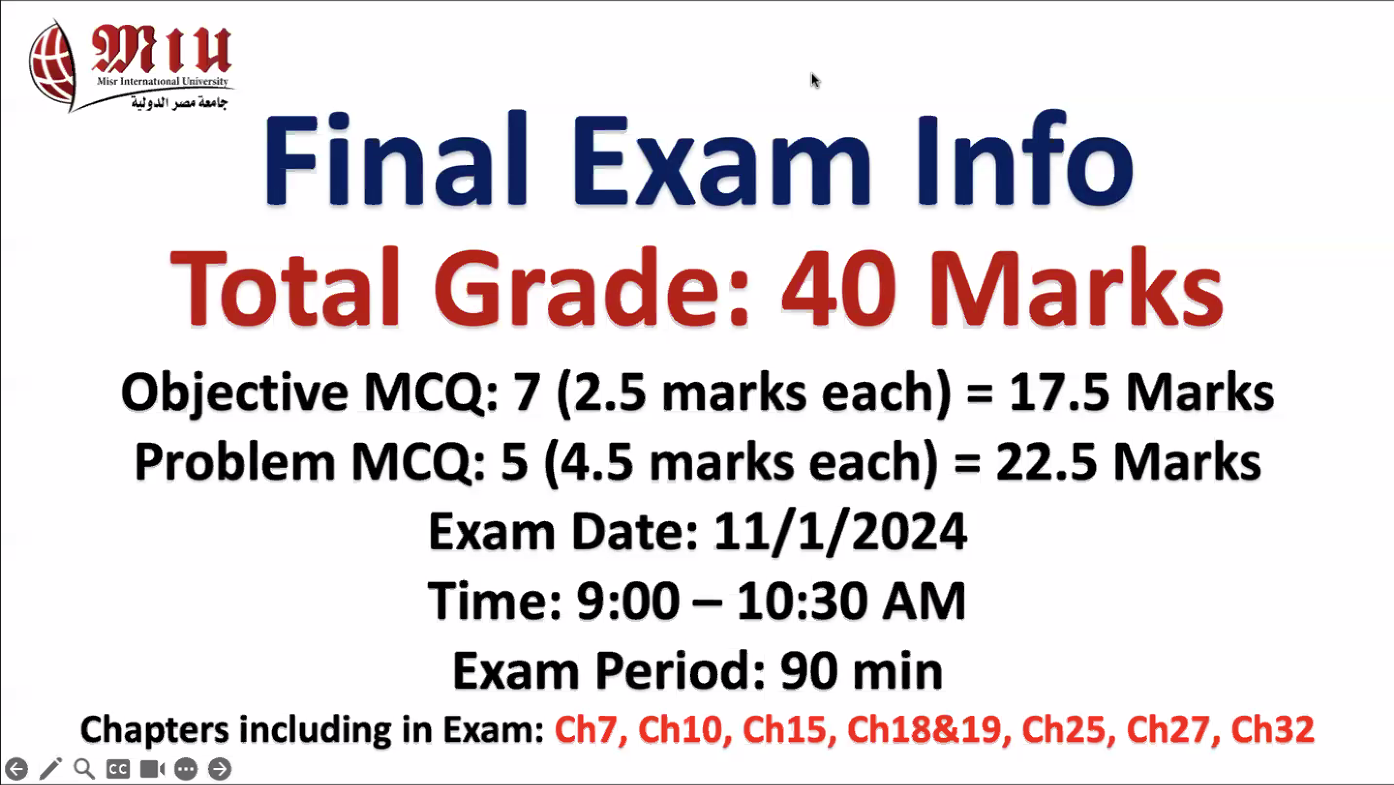 MIU
Misr International University
جامعة مصر الدولية
Final Exam Info
Total Grade: 40 Marks
Objective MCQ: 7 (2.5 marks each) = 17.5 Marks
Problem MCQ: 5 (4.5 marks each) = 22.5 Marks
Exam Date: 11/1/2024
Time: 9:00 – 10:30 AM
Exam Period: 90 min
Chapters including in Exam: Ch7, Ch10, Ch15, Ch18&19, Ch25, Ch27, Ch32
CC